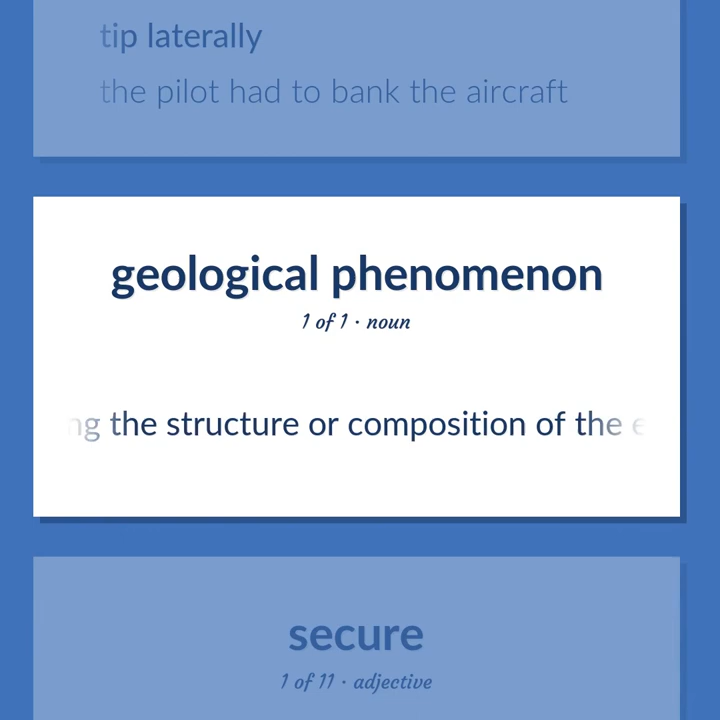 tip laterally
the pilot had to bank the aircraft
geological phenomenon
1 of 1 · noun
the structure or composition of the
secure
1 of 11 · adjective